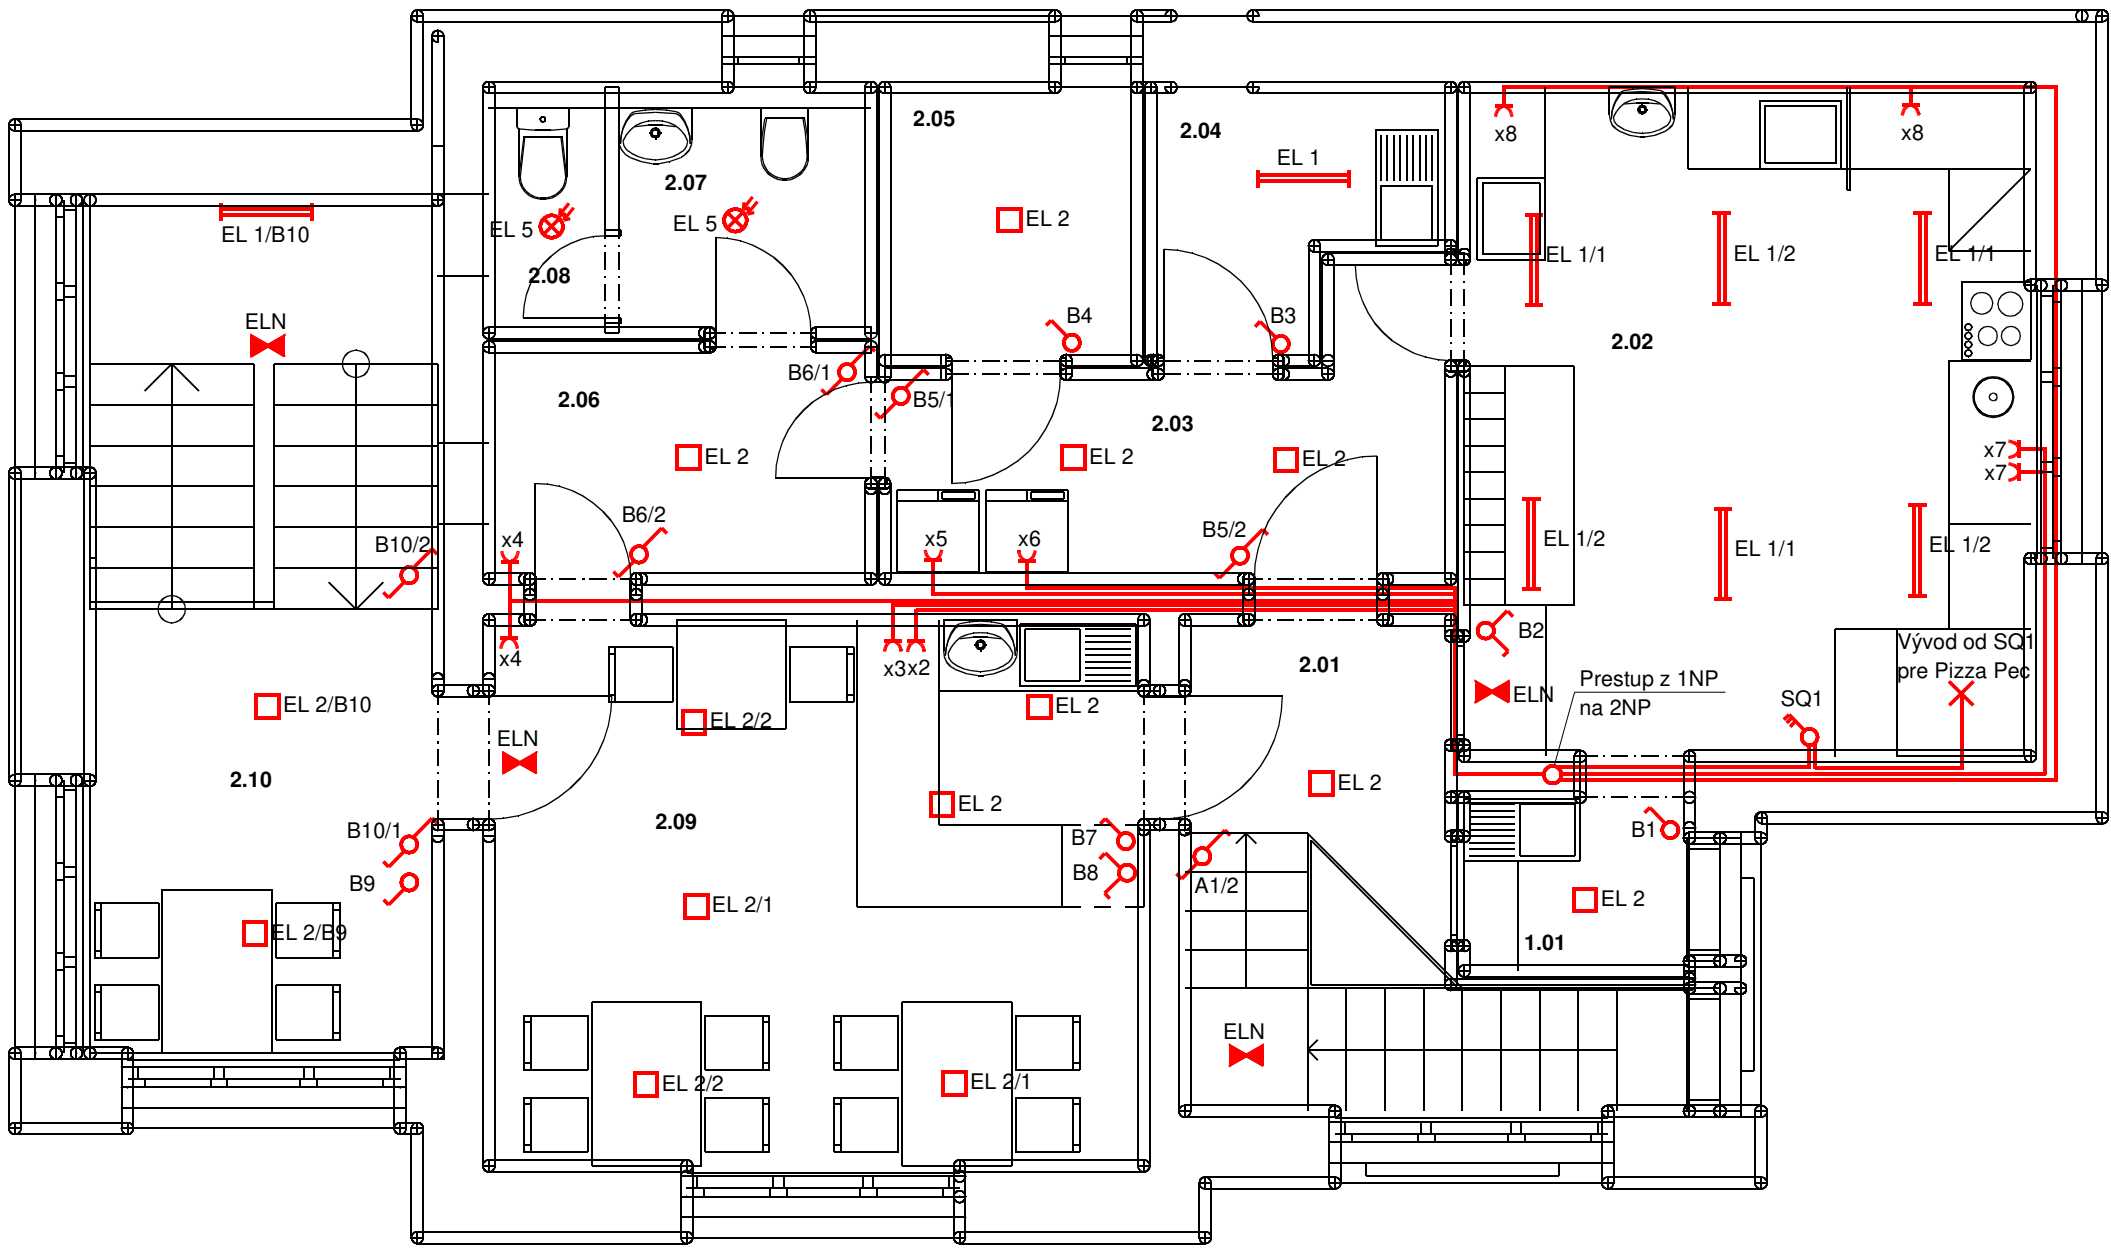 2.05
2.04
x8
x8
EL 1
2.07
EL 1/B10
EL 5
EL 5
EL 2
EL 1/1
EL 1/2
EL 1/1
2.08
ELN
B4
B3
2.02
B6/1
B5/1
2.06
2.03
EL 2
EL 2
EL 2
x7
x7
B6/2
B5/2
B10/2
x4
x5
x6
EL 1/2
EL 1/1
EL 1/2
x4
x3
x2
2.01
B2
Vývod od SQ1
pre Pizza Pec
Prestup z 1NP
na 2NP
ELN
SQ1
EL 2/B10
EL 2/2
EL 2
ELN
2.10
EL 2
EL 2
2.09
B10/1
B7
B1
B9
B8
A1/2
EL 2/1
EL 2
EL 2/B9
1.01
ELN
EL 2/2
EL 2/1